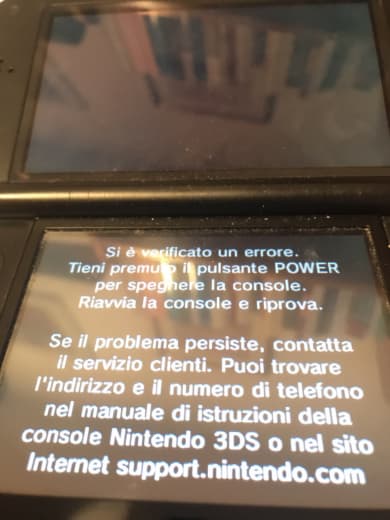 Si è verificato un errore.
Tieni premuto il pulsante POWER
per spegnere la console.
Riavvia la console e riprova.
Se il problema persiste, contatta
il servizio clienti. Puoi trovare
l'indirizzo e il numero di telefono
nel manuale di istruzioni della
console Nintendo 3DS o nel sito
Internet support.nintendo.com